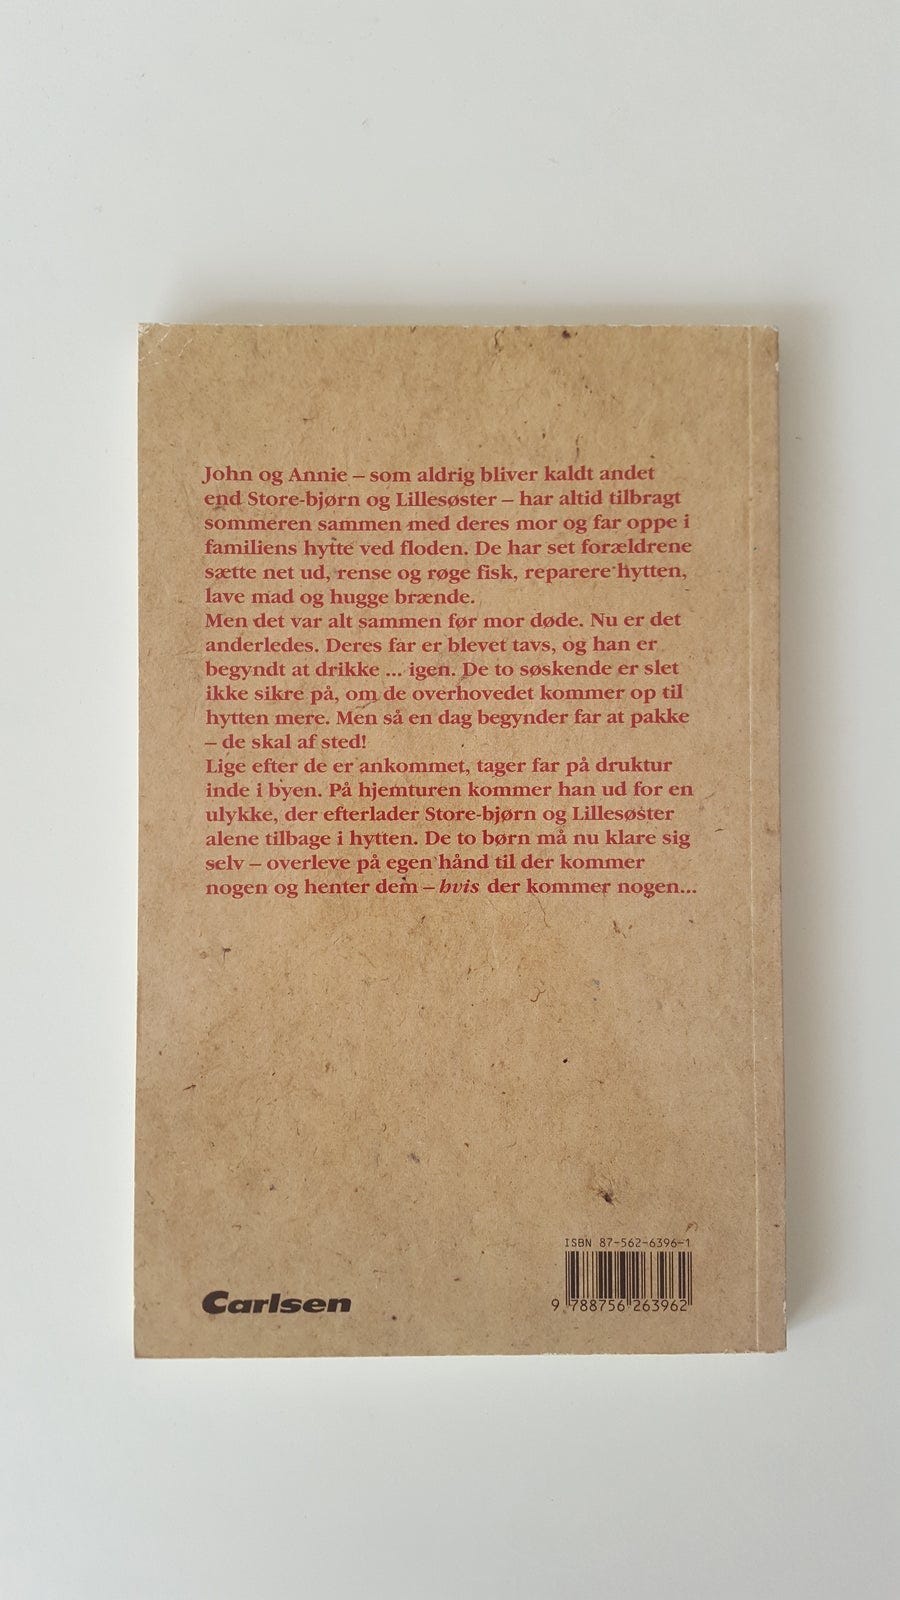 John og Annie – som aldrig bliver kaldt andet
end Store-bjørn og Lillesøster – har altid tilbragt
sommeren sammen med deres mor og far oppe i
familiens hytte ved floden. De har set forældrene
sætte net ud, rense og røge fisk, reparere hytten,
lave mad og hugge brænde.
Men det var alt sammen før mor døde. Nu er det
anderledes. Deres far er blevet tavs, og han er
begyndt at drikke ... igen. De to søskende er slet
ikke sikre på, om de overhovedet kommer op til
hytten mere. Men så en dag begynder far at pakke
– de skal af sted!
Lige efter de er ankommet, tager far på druktur
inde i byen. På hjemturen kommer han ud for en
ulykke, der efterlader Store-bjørn og Lillesøster
alene tilbage i hytten. De to børn må nu klare sig
selv – overleve på egen hånd til der kommer
nogen og henter dem – hvis der kommer nogen...
ISBN 87-562-6396-1
9 788756 263962
Carlsen